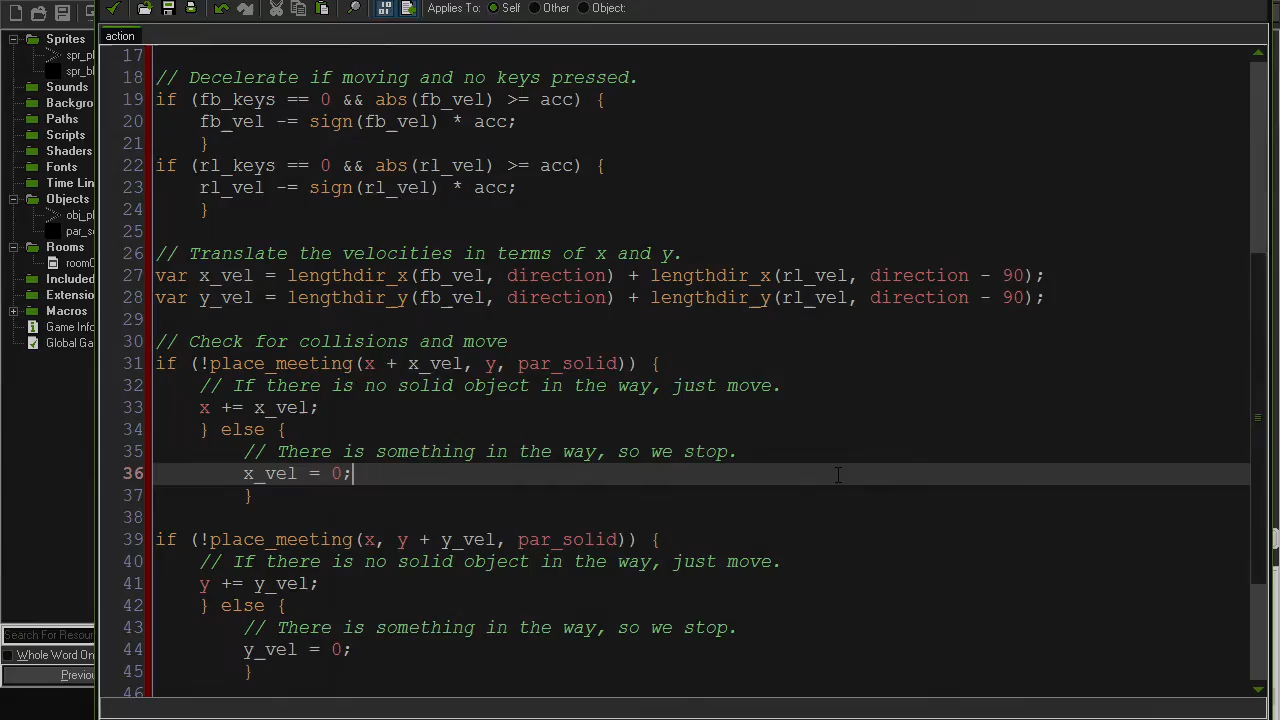 Applies To: Self Other Object:
action
Sprites
spr_pl
spr_bl
Sounds
Backgro
Paths
Scripts
Shaders
Fonts
Time Lin
Objects
obj_pl
par_so
Rooms
room0
Included
Extensio
Macros
Game Info
Global Ga
Search For Resour
Whole Word On
Previou
17
18 // Decelerate if moving and no keys pressed.
19 if (fb_keys == 0 && abs(fb_vel) >= acc) {
20 fb_vel -= sign(fb_vel) * acc;
21 }
22 if (rl_keys == 0 && abs(rl_vel) >= acc) {
23 rl_vel -= sign(rl_vel) * acc;
24 }
25
26 // Translate the velocities in terms of x and y.
27 var x_vel = lengthdir_x(fb_vel, direction) + lengthdir_x(rl_vel, direction - 90);
28 var y_vel = lengthdir_y(fb_vel, direction) + lengthdir_y(rl_vel, direction - 90);
29
30 // Check for collisions and move
31 if (!place_meeting(x + x_vel, y, par_solid)) {
32 // If there is no solid object in the way, just move.
33 x += x_vel;
34 } else {
35 // There is something in the way, so we stop.
36 x_vel = 0;
37 }
38
39 if (!place_meeting(x, y + y_vel, par_solid)) {
40 // If there is no solid object in the way, just move.
41 y += y_vel;
42 } else {
43 // There is something in the way, so we stop.
44 y_vel = 0;
45 }
46